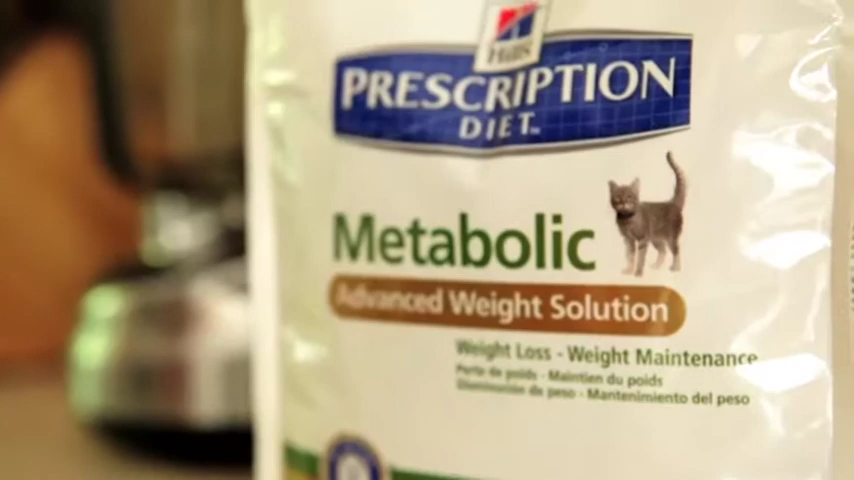 Hill's
PRESCRIPTION
DIET™
Metabolic
Advanced Weight Solution
Weight Loss - Weight Maintenance
Perte de poids - Maintien du poids
Disminución de peso - Mantenimiento del peso